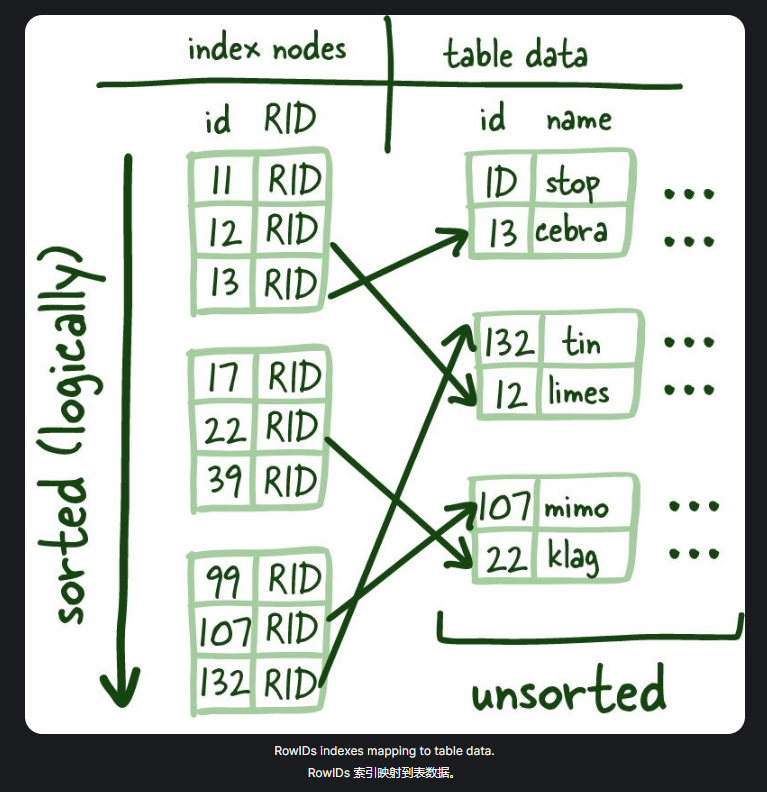 index nodes
table data
id RID
11 RID
12 RID
13 RID
17 RID
22 RID
39 RID
99 RID
107 RID
132 RID
sorted (logically)
id name
1D stop
13 cebra
132 tin
12 limes
107 mimo
22 klag
unsorted
RowIDs indexes mapping to table data.
RowIDs 索引映射到表数据。